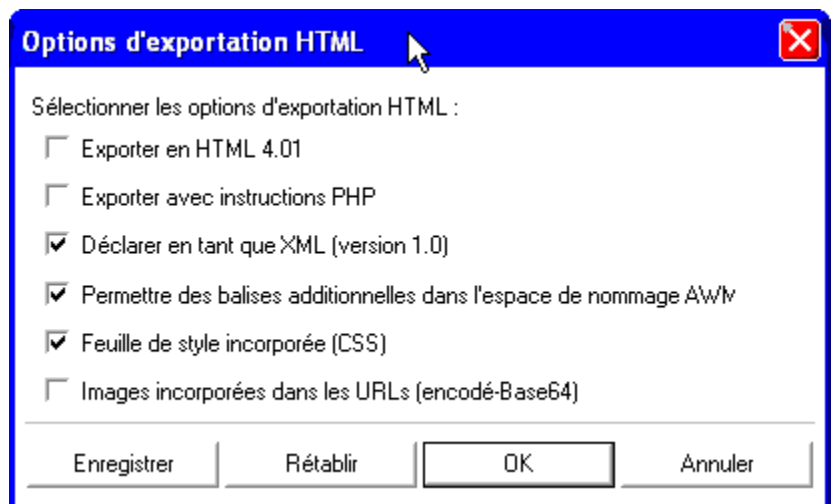 Options d'exportation HTML
Sélectionner les options d'exportation HTML :
Exporter en HTML 4.01
Exporter avec instructions PHP
Déclarer en tant que XML (version 1.0)
Permettre des balises additionnelles dans l'espace de nommage AWM
Feuille de style incorporée (CSS)
Images incorporées dans les URLs (encodé-Base64)
Enregistrer Rétablir OK Annuler